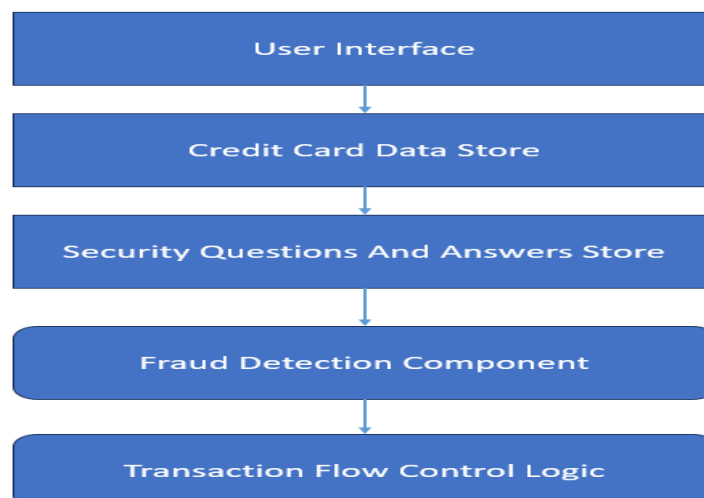 User Interface
Credit Card Data Store
Security Questions And Answers Store
Fraud Detection Component
Transaction Flow Control Logic